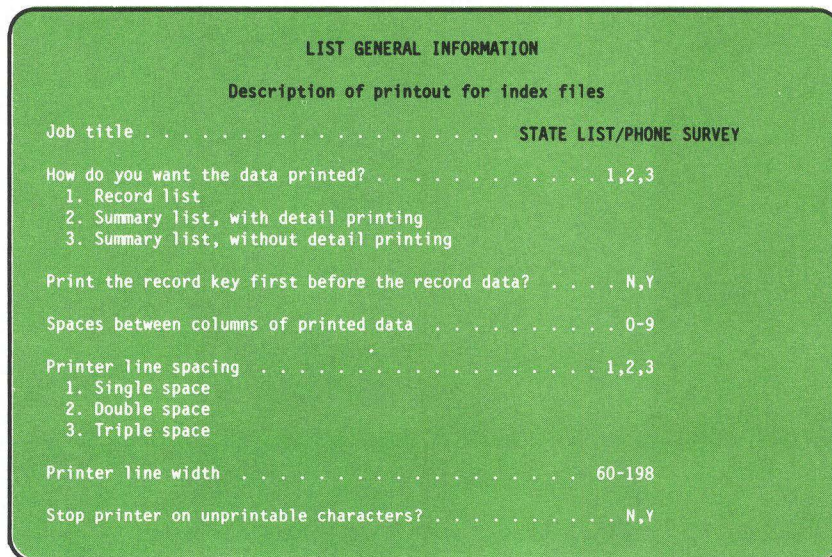 LIST GENERAL INFORMATION
Description of printout for index files
Job title . . . . . . . . . . . . . . . . . . . . STATE LIST/PHONE SURVEY
How do you want the data printed? . . . . . . . . . . . . 1,2,3
1. Record list
2. Summary list, with detail printing
3. Summary list, without detail printing
Print the record key first before the record data? . . . . N,Y
Spaces between columns of printed data . . . . . . . . . . 0-9
Printer line spacing . . . . . . . . . . . . . . . . . . 1,2,3
1. Single space
2. Double space
3. Triple space
Printer line width . . . . . . . . . . . . . . . . . . 60-198
Stop printer on unprintable characters? . . . . . . . . . . N,Y